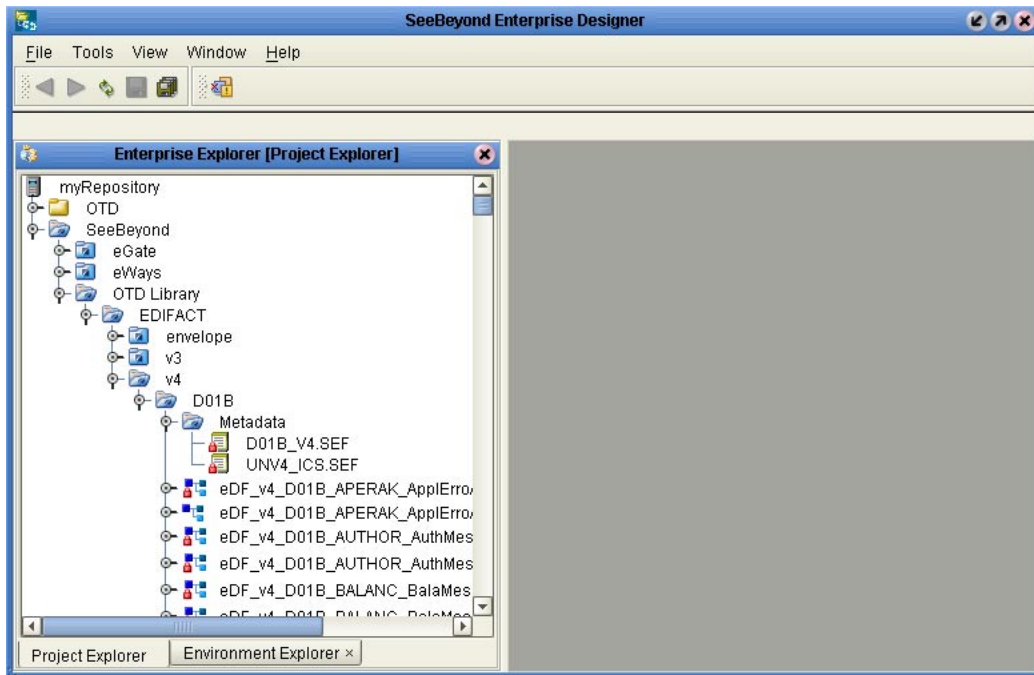 SeeBeyond Enterprise Designer
File Tools View Window Help
Enterprise Explorer [Project Explorer]
myRepository
OTD
SeeBeyond
eGate
eWays
OTD Library
EDIFACT
envelope
v3
v4
D01B
Metadata
D01B_V4.SEF
UNV4_ICS.SEF
eDF_v4_D01B_APERAK_ApplErro
eDF_v4_D01B_APERAK_ApplErro
eDF_v4_D01B_AUTHOR_AuthMes
eDF_v4_D01B_AUTHOR_AuthMes
eDF_v4_D01B_BALANC_BalaMes
eDF_v4_D01B_BALANC_BalaMes
Project Explorer Environment Explorer ×